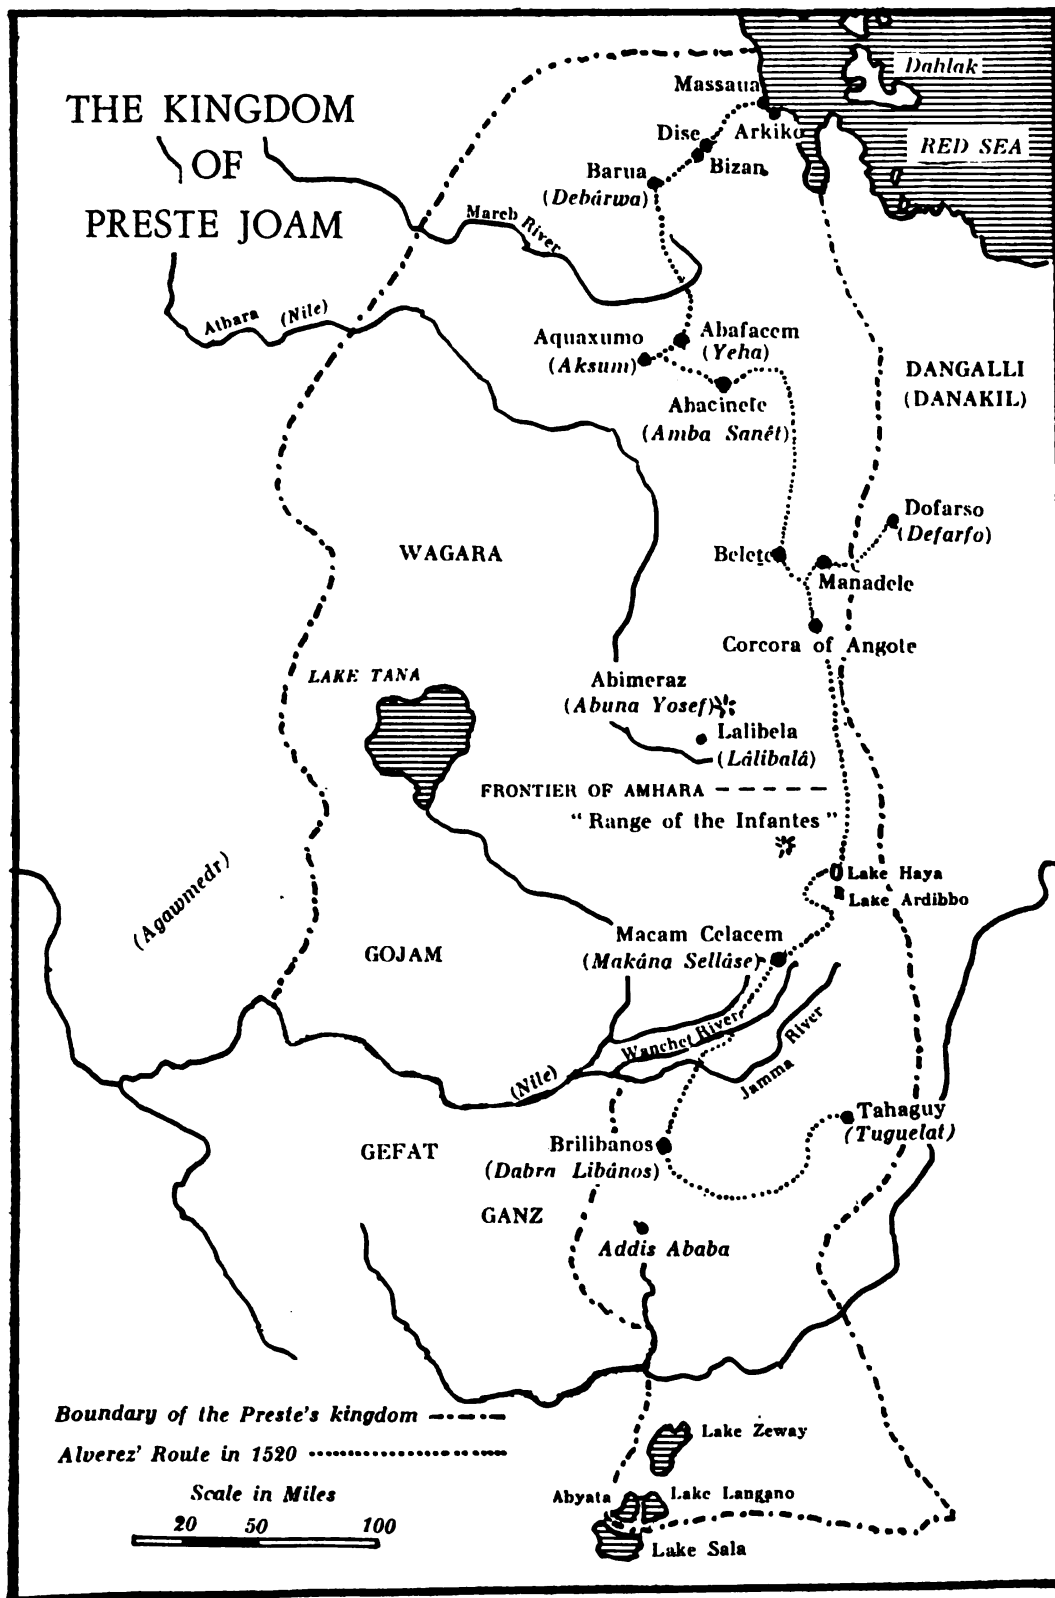 THE KINGDOM
OF
PRESTE JOAM
Dahlak
RED SEA
Massaua
Arkiko
Dise
Bizan
Barua
(Debárwa)
Mareb River
Atbara (Nile)
Aquaxumo
(Aksum)
Abafacem
(Yeha)
Abacinete
(Amba Sanêt)
DANGALLI
(DANAKIL)
Dofarso
(Defarfo)
WAGARA
Belete
Manadele
Corcora of Angote
LAKE TANA
Abimeraz
(Abuna Yosef)
Lalibela
(Lâlibalâ)
FRONTIER OF AMHARA
" Range of the Infantes "
Lake Haya
Lake Ardibbo
(Agawmedr)
GOJAM
Macam Celacem
(Makâna Sellâse)
Wanchet River
Jamma River
(Nile)
Tahaguy
(Tuguelat)
GEFAT
Brilibanos
(Dabra Libânos)
GANZ
Addis Ababa
Boundary of the Preste's kingdom
Alverez' Route in 1520
Scale in Miles
20 50 100
Lake Zeway
Abyata
Lake Langano
Lake Sala